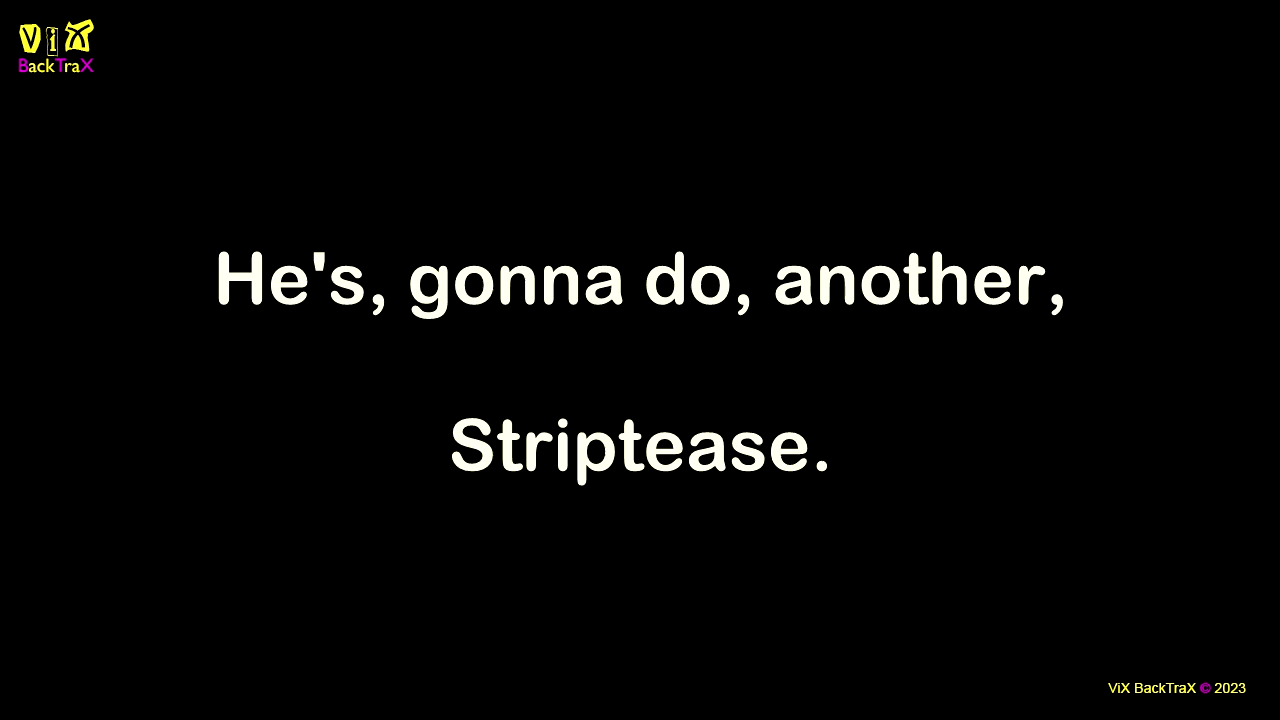 ViX
BackTraX
He's, gonna do, another,
Striptease.
ViX BackTraX © 2023